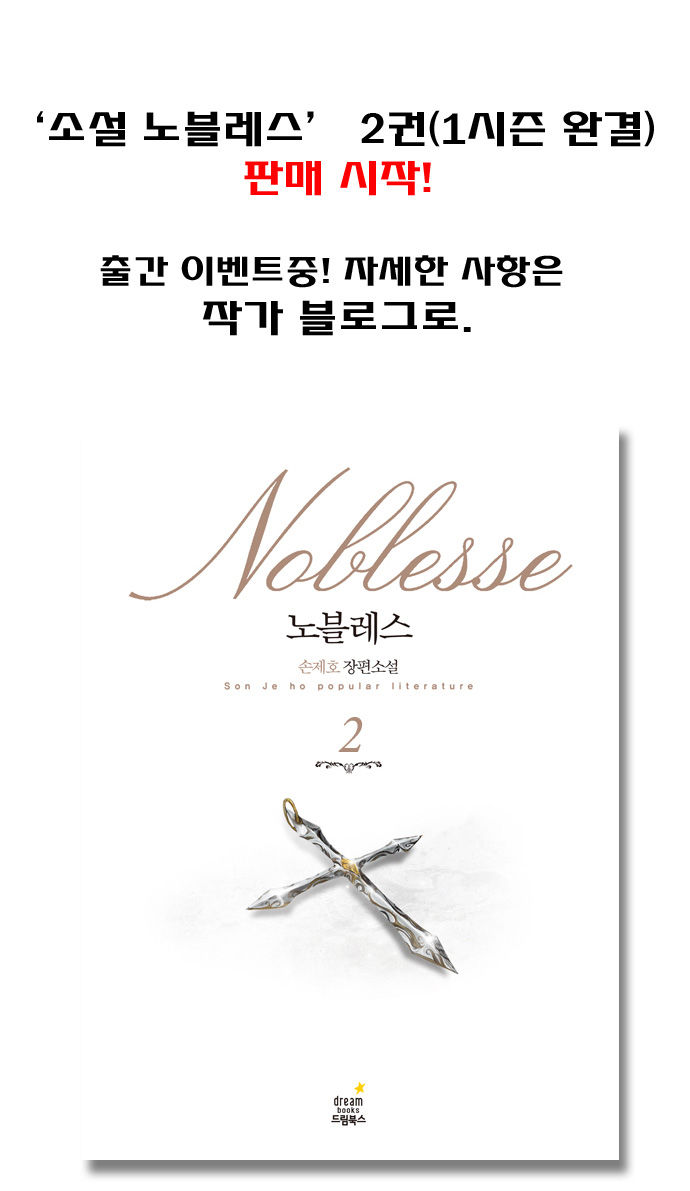 ‘소설 노블레스’ 2권(1시즌 완결)
판매 시작!
출간 이벤트중! 자세한 사항은
작가 블로그로.
Noblesse
노블레스
손제호 장편소설
Son Je ho popular literature
2
dream
books
드림북스